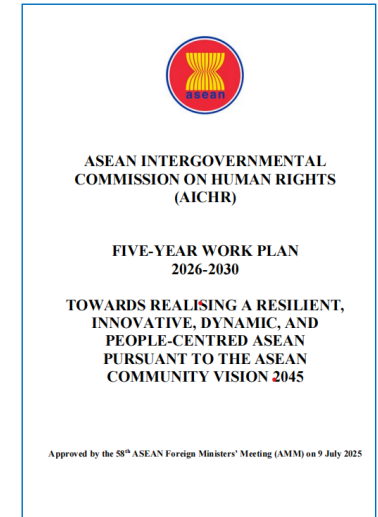 asean
ASEAN INTERGOVERNMENTAL
COMMISSION ON HUMAN RIGHTS
(AICHR)
FIVE-YEAR WORK PLAN
2026-2030
TOWARDS REALISING A RESILIENT,
INNOVATIVE, DYNAMIC, AND
PEOPLE-CENTRED ASEAN
PURSUANT TO THE ASEAN
COMMUNITY VISION 2045
Approved by the 58th ASEAN Foreign Ministers' Meeting (AMM) on 9 July 2025